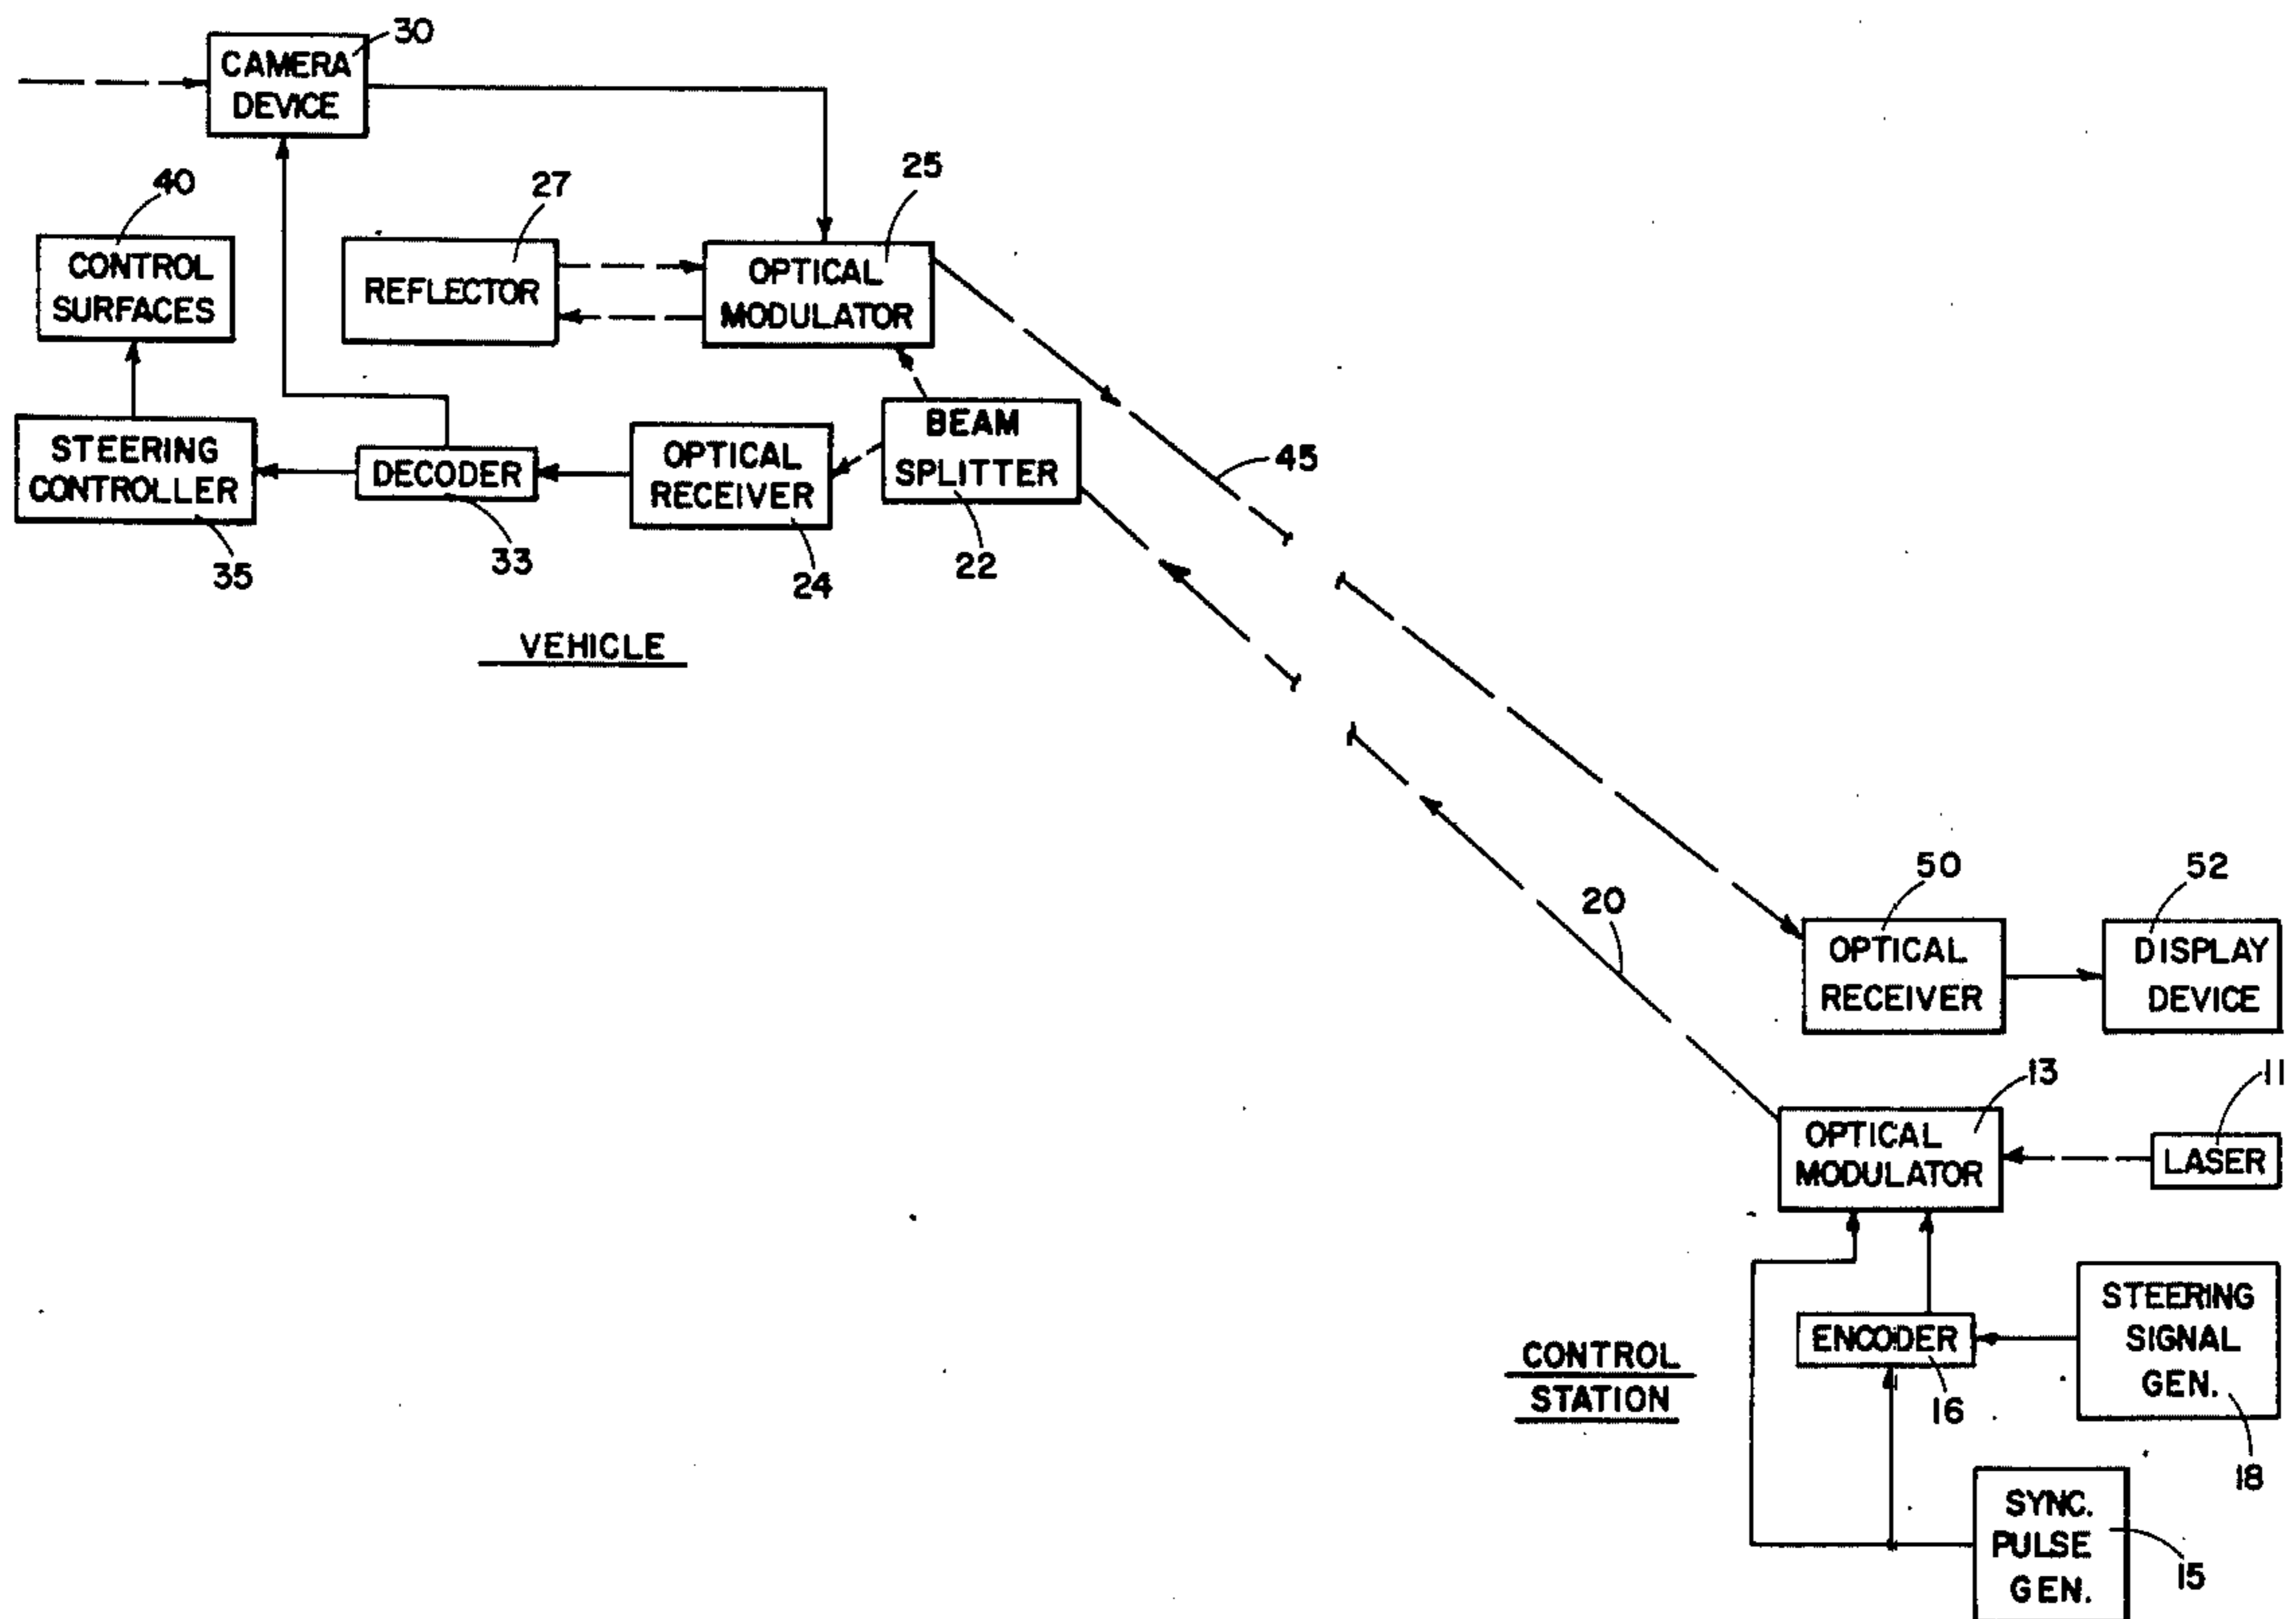 30
CAMERA
DEVICE
40
CONTROL
SURFACES
27
REFLECTOR
25
OPTICAL
MODULATOR
STEERING
CONTROLLER
35
DECODER
33
OPTICAL
RECEIVER
24
BEAM
SPLITTER
22
45
VEHICLE
20
50
OPTICAL
RECEIVER
52
DISPLAY
DEVICE
13
OPTICAL
MODULATOR
11
LASER
ENCODER
16
STEERING
SIGNAL
GEN.
18
CONTROL
STATION
SYNC.
PULSE
GEN.
15